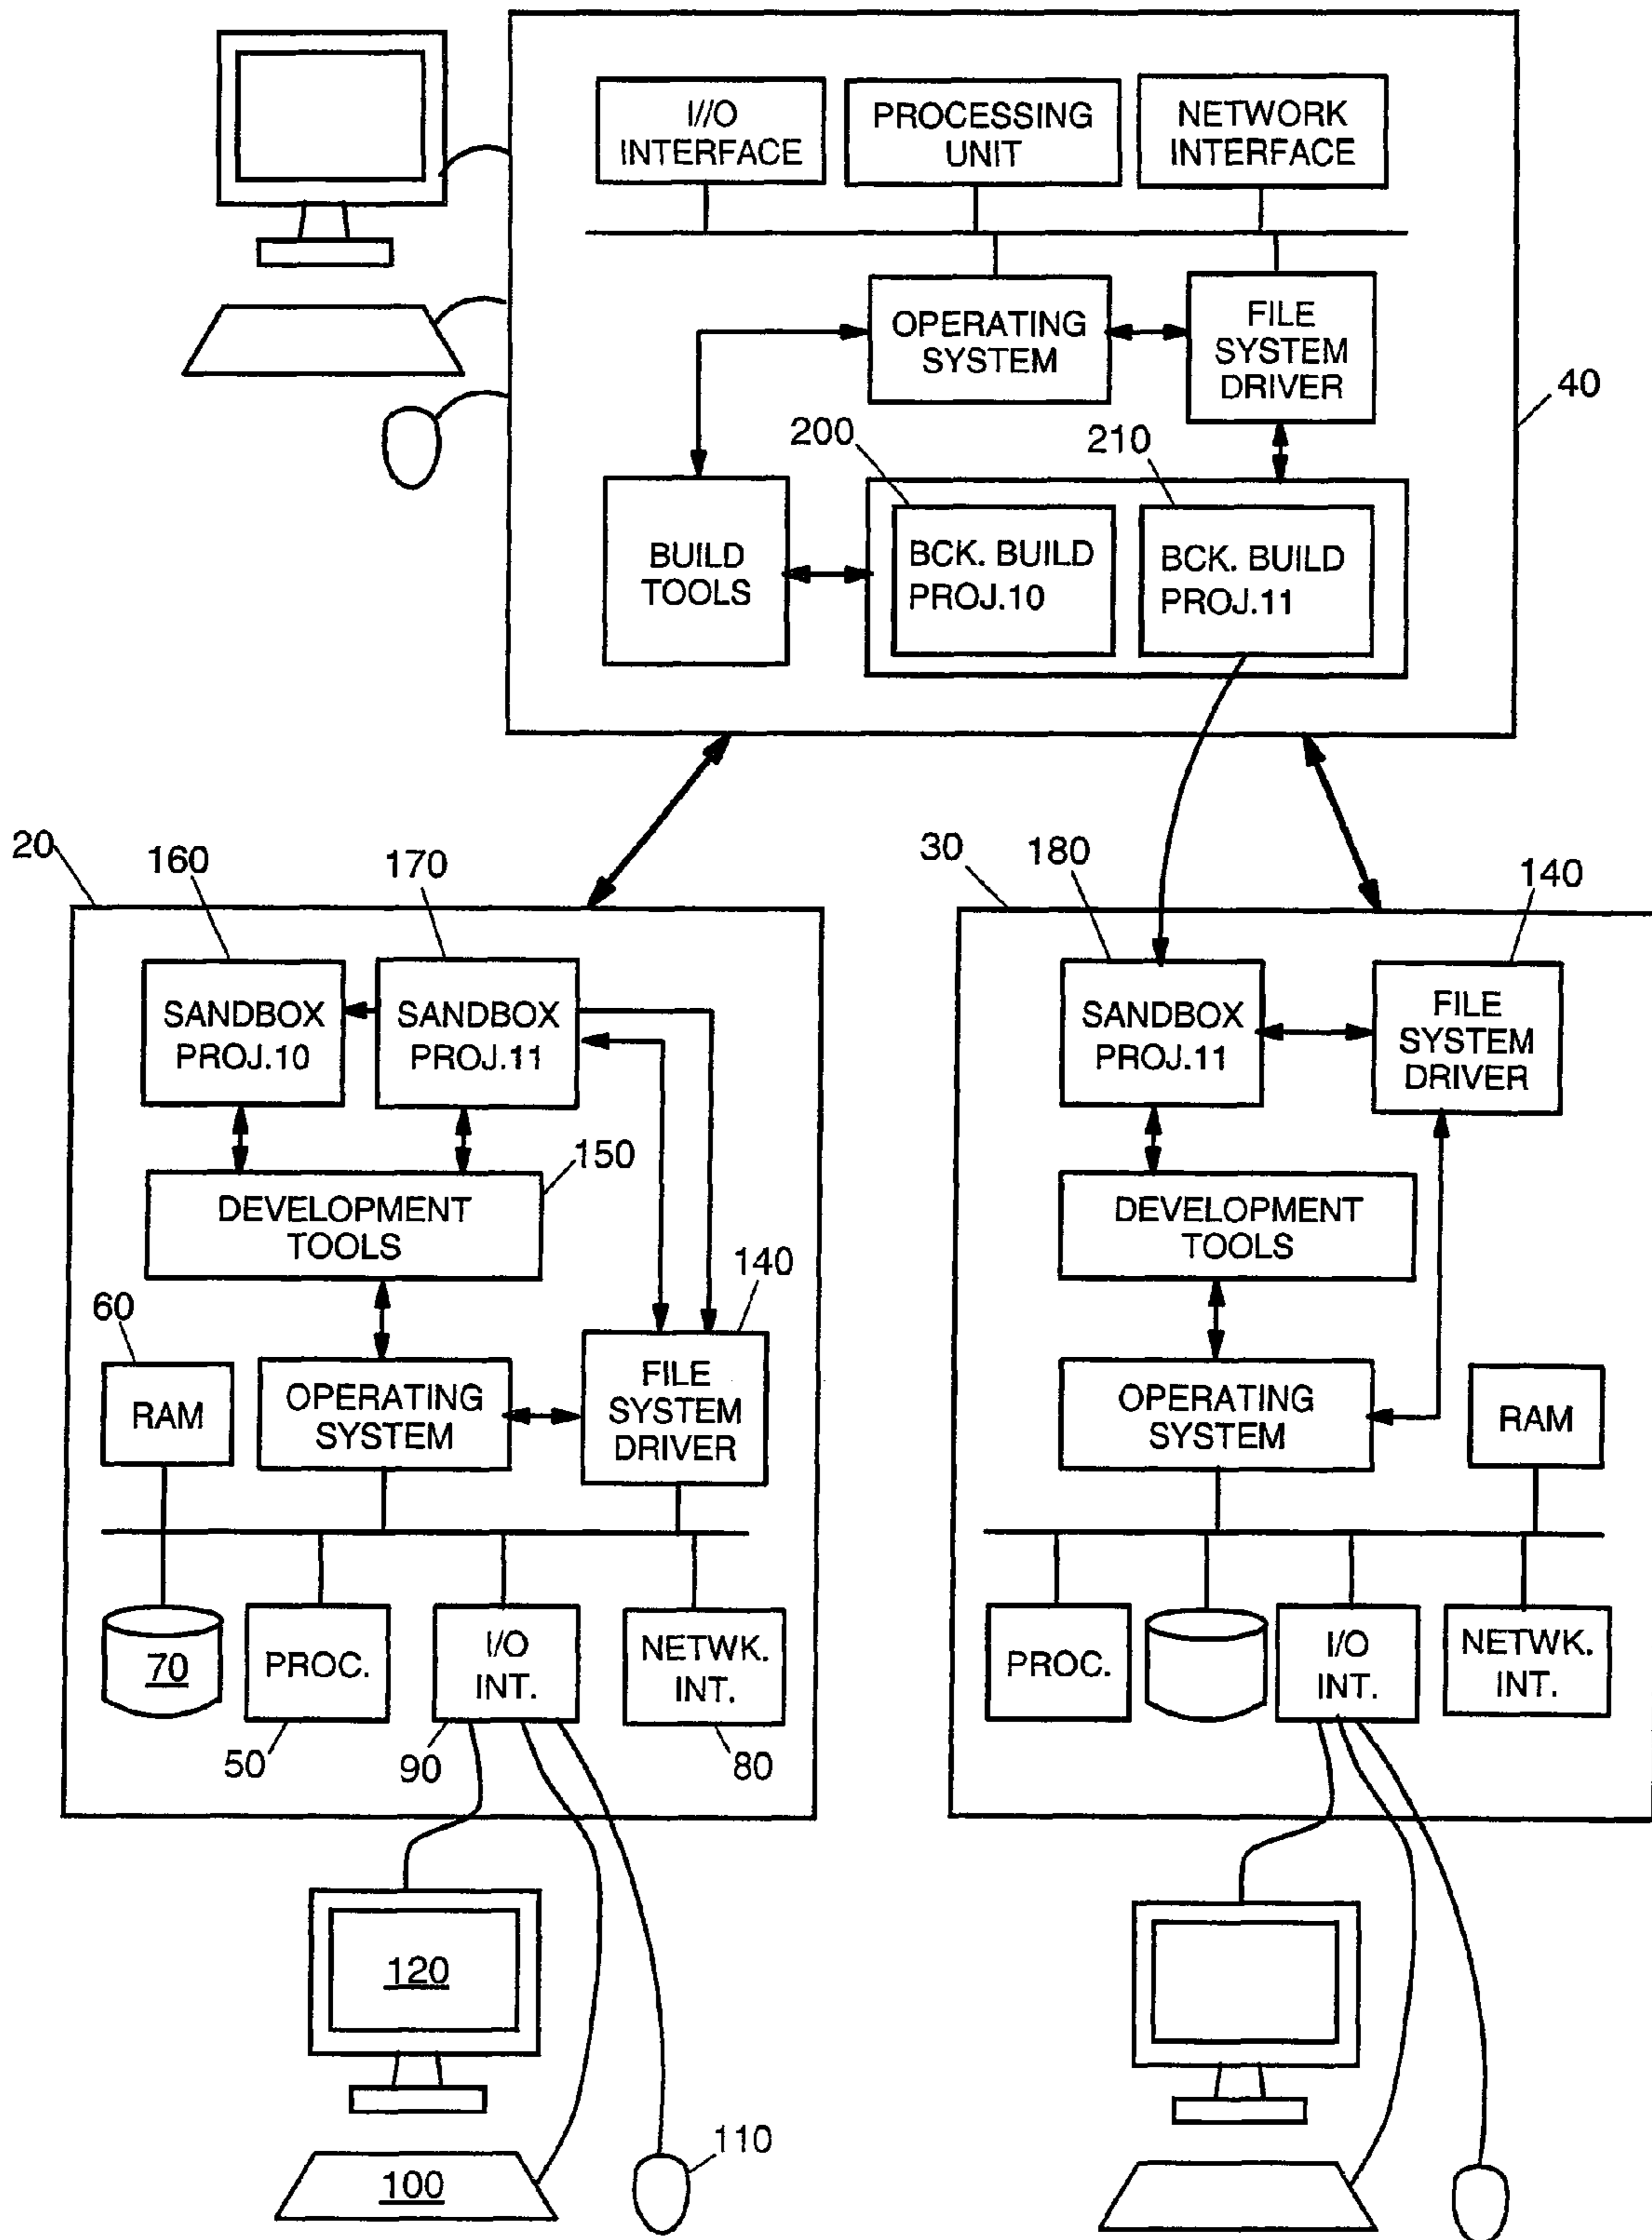 I//O
INTERFACE
PROCESSING
UNIT
NETWORK
INTERFACE
OPERATING
SYSTEM
FILE
SYSTEM
DRIVER
40
200
210
BUILD
TOOLS
BCK. BUILD
PROJ.10
BCK. BUILD
PROJ.11
20
160
170
SANDBOX
PROJ.10
SANDBOX
PROJ.11
150
DEVELOPMENT
TOOLS
60
140
RAM
OPERATING
SYSTEM
FILE
SYSTEM
DRIVER
70
PROC.
I/O
INT.
NETWK.
INT.
50
90
80
120
100
110
30
180
140
SANDBOX
PROJ.11
FILE
SYSTEM
DRIVER
DEVELOPMENT
TOOLS
OPERATING
SYSTEM
RAM
PROC.
I/O
INT.
NETWK.
INT.